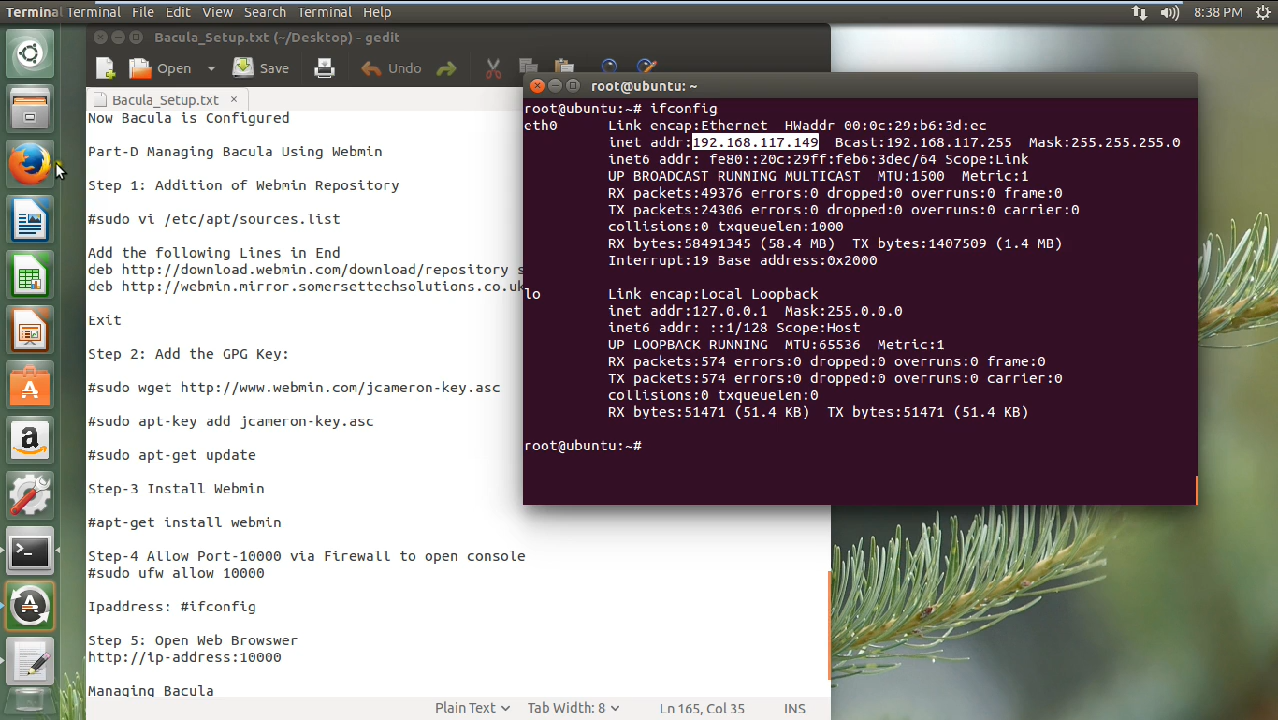 Terminal Terminal File Edit View Search Terminal Help
8:38 PM
Bacula_Setup.txt (~/Desktop) - gedit
Open Save Undo
Bacula_Setup.txt ×
Now Bacula is Configured
Part-D Managing Bacula Using Webmin
Step 1: Addition of Webmin Repository
#sudo vi /etc/apt/sources.list
Add the following Lines in End
deb http://download.webmin.com/download/repository s
deb http://webmin.mirror.somersettechsolutions.co.uk
Exit
Step 2: Add the GPG Key:
#sudo wget http://www.webmin.com/jcameron-key.asc
#sudo apt-key add jcameron-key.asc
#sudo apt-get update
Step-3 Install Webmin
#apt-get install webmin
Step-4 Allow Port-10000 via Firewall to open console
#sudo ufw allow 10000
Ipaddress: #ifconfig
Step 5: Open Web Browswer
http://ip-address:10000
Managing Bacula
Plain Text Tab Width: 8 Ln 165, Col 35 INS
root@ubuntu: ~
root@ubuntu:~# ifconfig
eth0 Link encap:Ethernet HWaddr 00:0c:29:b6:3d:ec
inet addr:192.168.117.149 Bcast:192.168.117.255 Mask:255.255.255.0
inet6 addr: fe80::20c:29ff:feb6:3dec/64 Scope:Link
UP BROADCAST RUNNING MULTICAST MTU:1500 Metric:1
RX packets:49376 errors:0 dropped:0 overruns:0 frame:0
TX packets:24306 errors:0 dropped:0 overruns:0 carrier:0
collisions:0 txqueuelen:1000
RX bytes:58491345 (58.4 MB) TX bytes:1407509 (1.4 MB)
Interrupt:19 Base address:0x2000
lo Link encap:Local Loopback
inet addr:127.0.0.1 Mask:255.0.0.0
inet6 addr: ::1/128 Scope:Host
UP LOOPBACK RUNNING MTU:65536 Metric:1
RX packets:574 errors:0 dropped:0 overruns:0 frame:0
TX packets:574 errors:0 dropped:0 overruns:0 carrier:0
collisions:0 txqueuelen:0
RX bytes:51471 (51.4 KB) TX bytes:51471 (51.4 KB)
root@ubuntu:~#